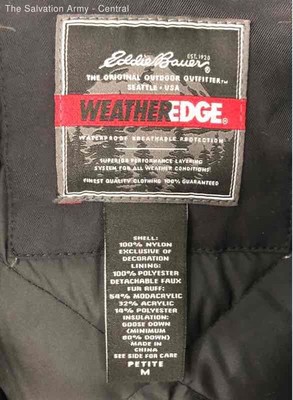 The Salvation Army - Central
Eddie Bauer® EST. 1920
THE ORIGINAL OUTDOOR OUTFITTER™
SEATTLE · USA
WEATHEREDGE®
WATERPROOF BREATHABLE PROTECTION
SUPERIOR PERFORMANCE LAYERING
SYSTEM FOR ALL WEATHER CONDITIONS
FINEST QUALITY CLOTHING 100% GUARANTEED
SHELL:
100% NYLON
EXCLUSIVE OF
DECORATION
LINING:
100% POLYESTER
DETACHABLE FAUX
FUR RUFF:
54% MODACRYLIC
32% ACRYLIC
14% POLYESTER
INSULATION:
GOOSE DOWN
(MINIMUM
80% DOWN)
MADE IN
CHINA
SEE SIDE FOR CARE
PETITE
M